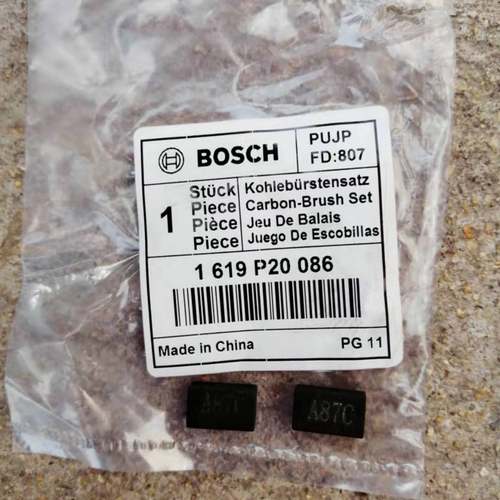 BOSCH
PUJP
FD:807
1
Stück Kohlebürstensatz
Piece Carbon-Brush Set
Pièce Jeu De Balais
Piece Juego De Escobillas
1 619 P20 086
Made in China PG 11
A87C